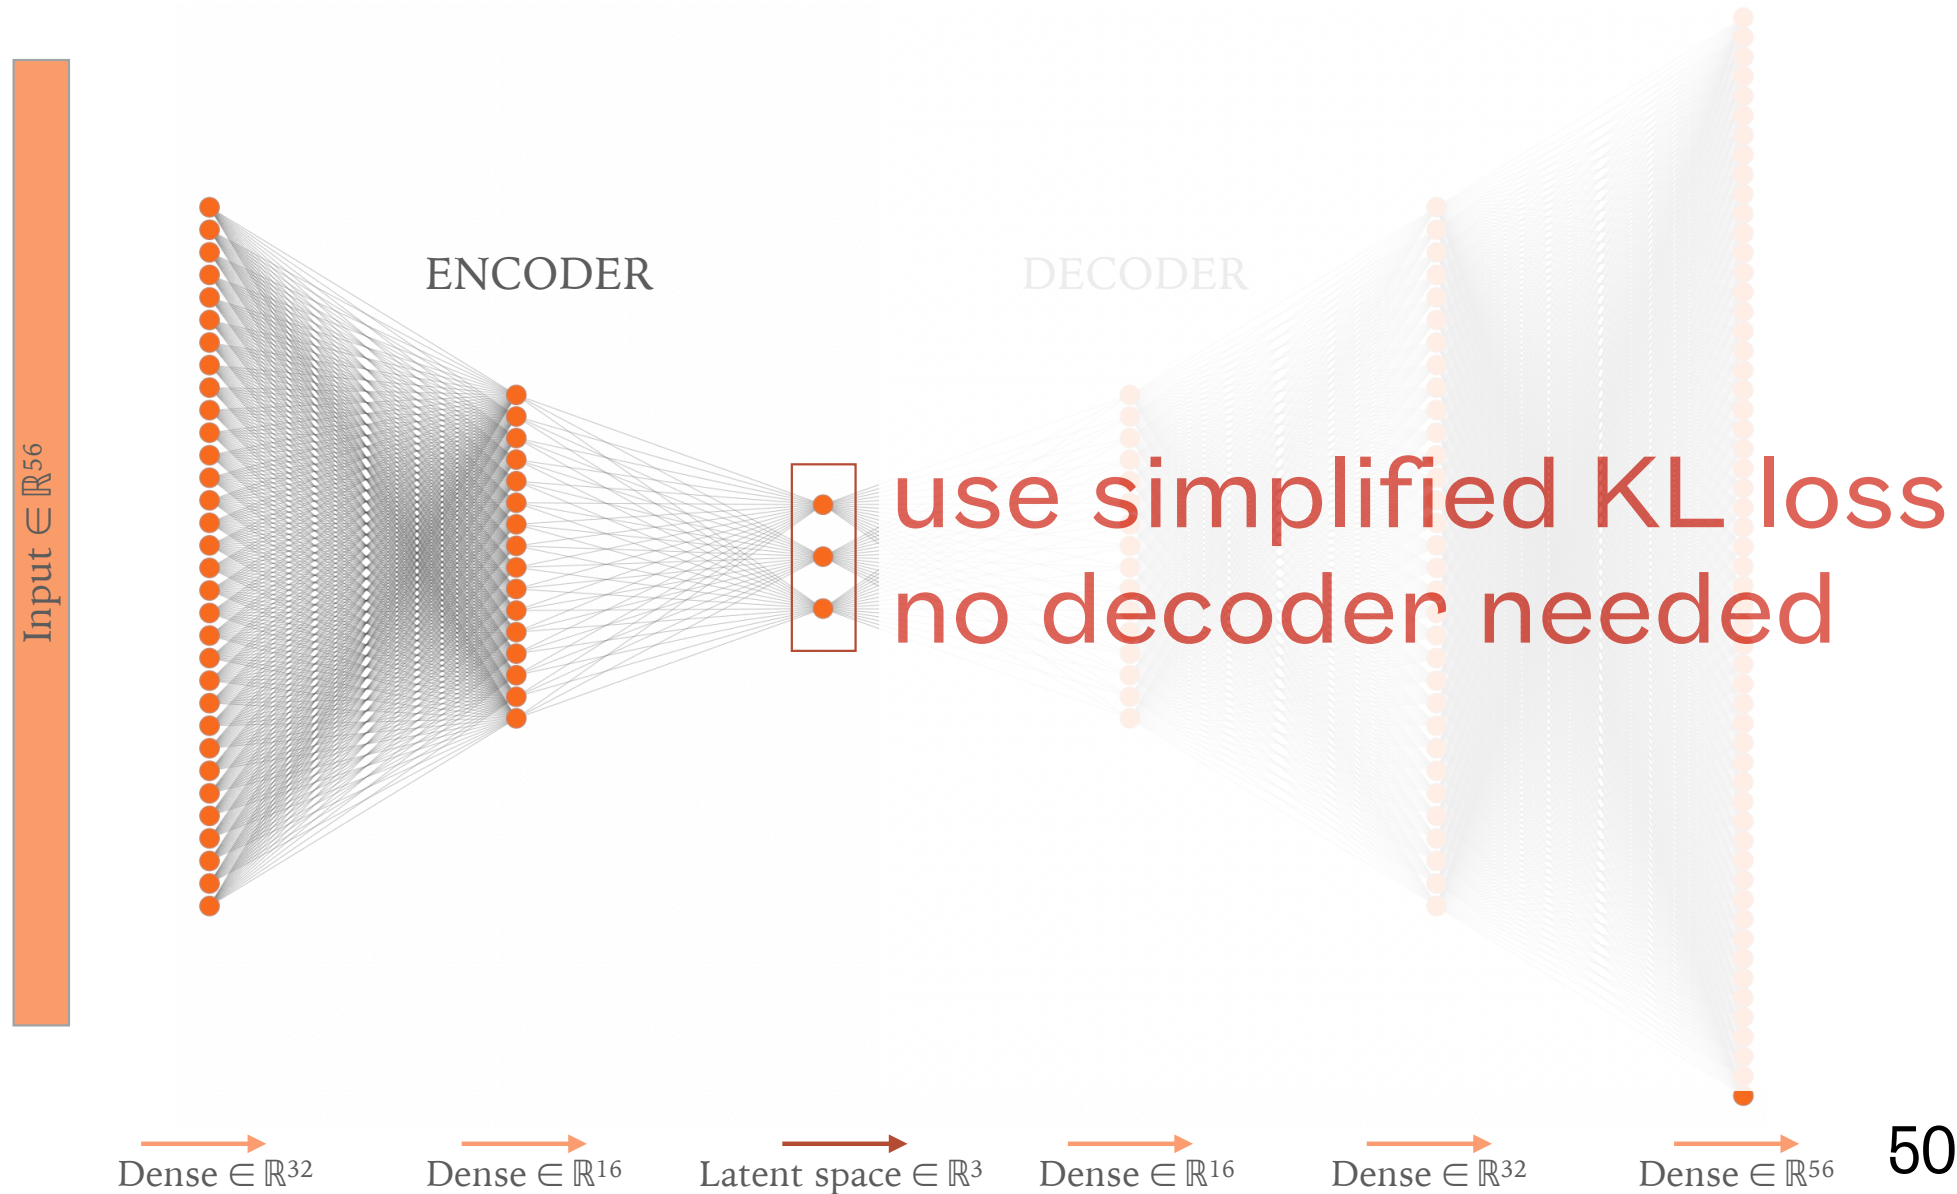 Input ∈ ℝ⁵⁶
ENCODER
DECODER
use simplified KL loss
no decoder needed
Dense ∈ ℝ³²
Dense ∈ ℝ¹⁶
Latent space ∈ ℝ³
Dense ∈ ℝ¹⁶
Dense ∈ ℝ³²
Dense ∈ ℝ⁵⁶
50